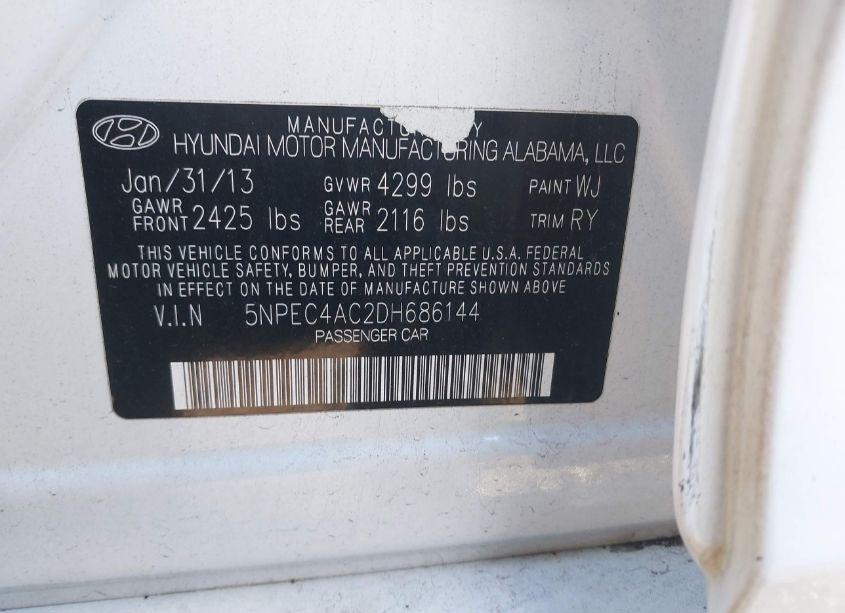 MANUFACTU Y
HYUNDAI MOTOR MANUFACTURING ALABAMA, LLC
Jan/31/13 GVWR 4299 lbs PAINT WJ
GAWR FRONT 2425 lbs GAWR REAR 2116 lbs TRIM RY
THIS VEHICLE CONFORMS TO ALL APPLICABLE U.S.A. FEDERAL
MOTOR VEHICLE SAFETY, BUMPER, AND THEFT PREVENTION STANDARDS
IN EFFECT ON THE DATE OF MANUFACTURE SHOWN ABOVE
V.I.N 5NPEC4AC2DH686144
PASSENGER CAR